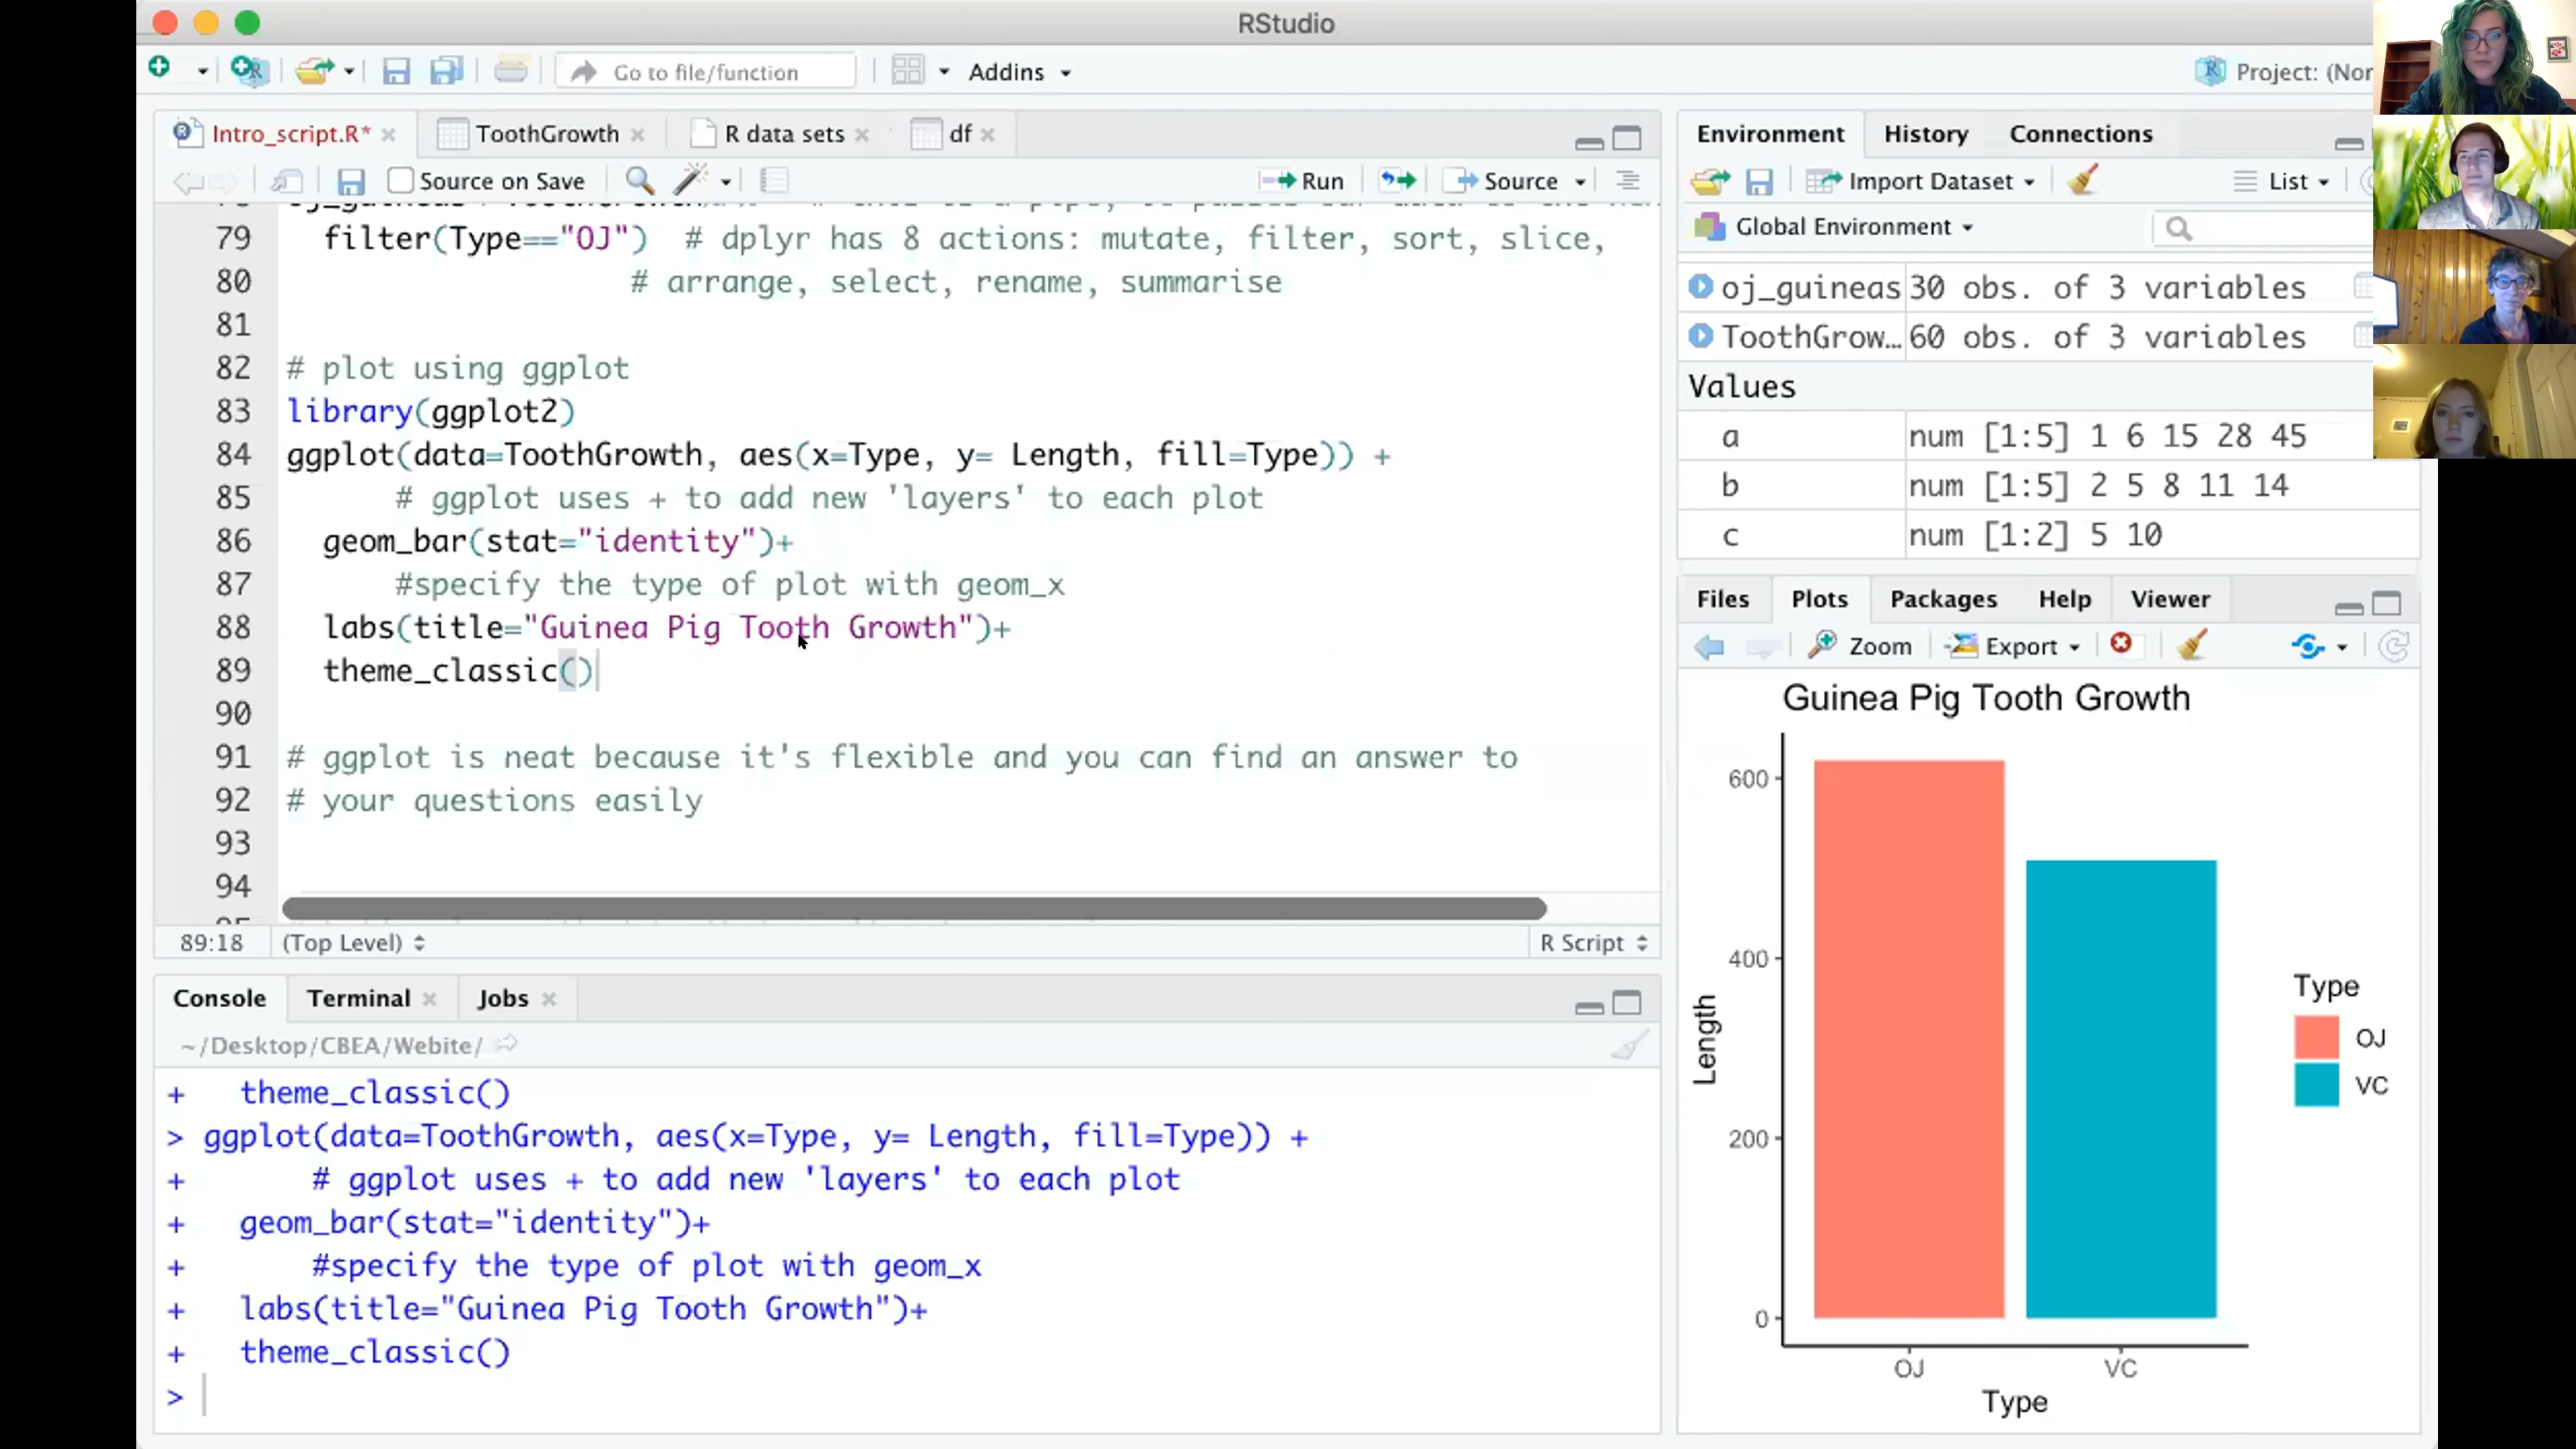 RStudio
Go to file/function
Addins
Project: (Nor
Intro_script.R*
ToothGrowth
R data sets
df
Source on Save
Run
Source
79 filter(Type=="OJ") # dplyr has 8 actions: mutate, filter, sort, slice,
80 # arrange, select, rename, summarise
81
82 # plot using ggplot
83 library(ggplot2)
84 ggplot(data=ToothGrowth, aes(x=Type, y= Length, fill=Type)) +
85 # ggplot uses + to add new 'layers' to each plot
86 geom_bar(stat="identity")+
87 #specify the type of plot with geom_x
88 labs(title="Guinea Pig Tooth Growth")+
89 theme_classic()
90
91 # ggplot is neat because it's flexible and you can find an answer to
92 # your questions easily
93
94
89:18 (Top Level) R Script
Console Terminal Jobs
~/Desktop/CBEA/Webite/
+ theme_classic()
> ggplot(data=ToothGrowth, aes(x=Type, y= Length, fill=Type)) +
+ # ggplot uses + to add new 'layers' to each plot
+ geom_bar(stat="identity")+
+ #specify the type of plot with geom_x
+ labs(title="Guinea Pig Tooth Growth")+
+ theme_classic()
>
Environment History Connections
Import Dataset List
Global Environment
oj_guineas 30 obs. of 3 variables
ToothGrow… 60 obs. of 3 variables
Values
a num [1:5] 1 6 15 28 45
b num [1:5] 2 5 8 11 14
c num [1:2] 5 10
Files Plots Packages Help Viewer
Zoom Export
Guinea Pig Tooth Growth
600
400
200
0
Length
OJ VC
Type
Type
OJ
VC